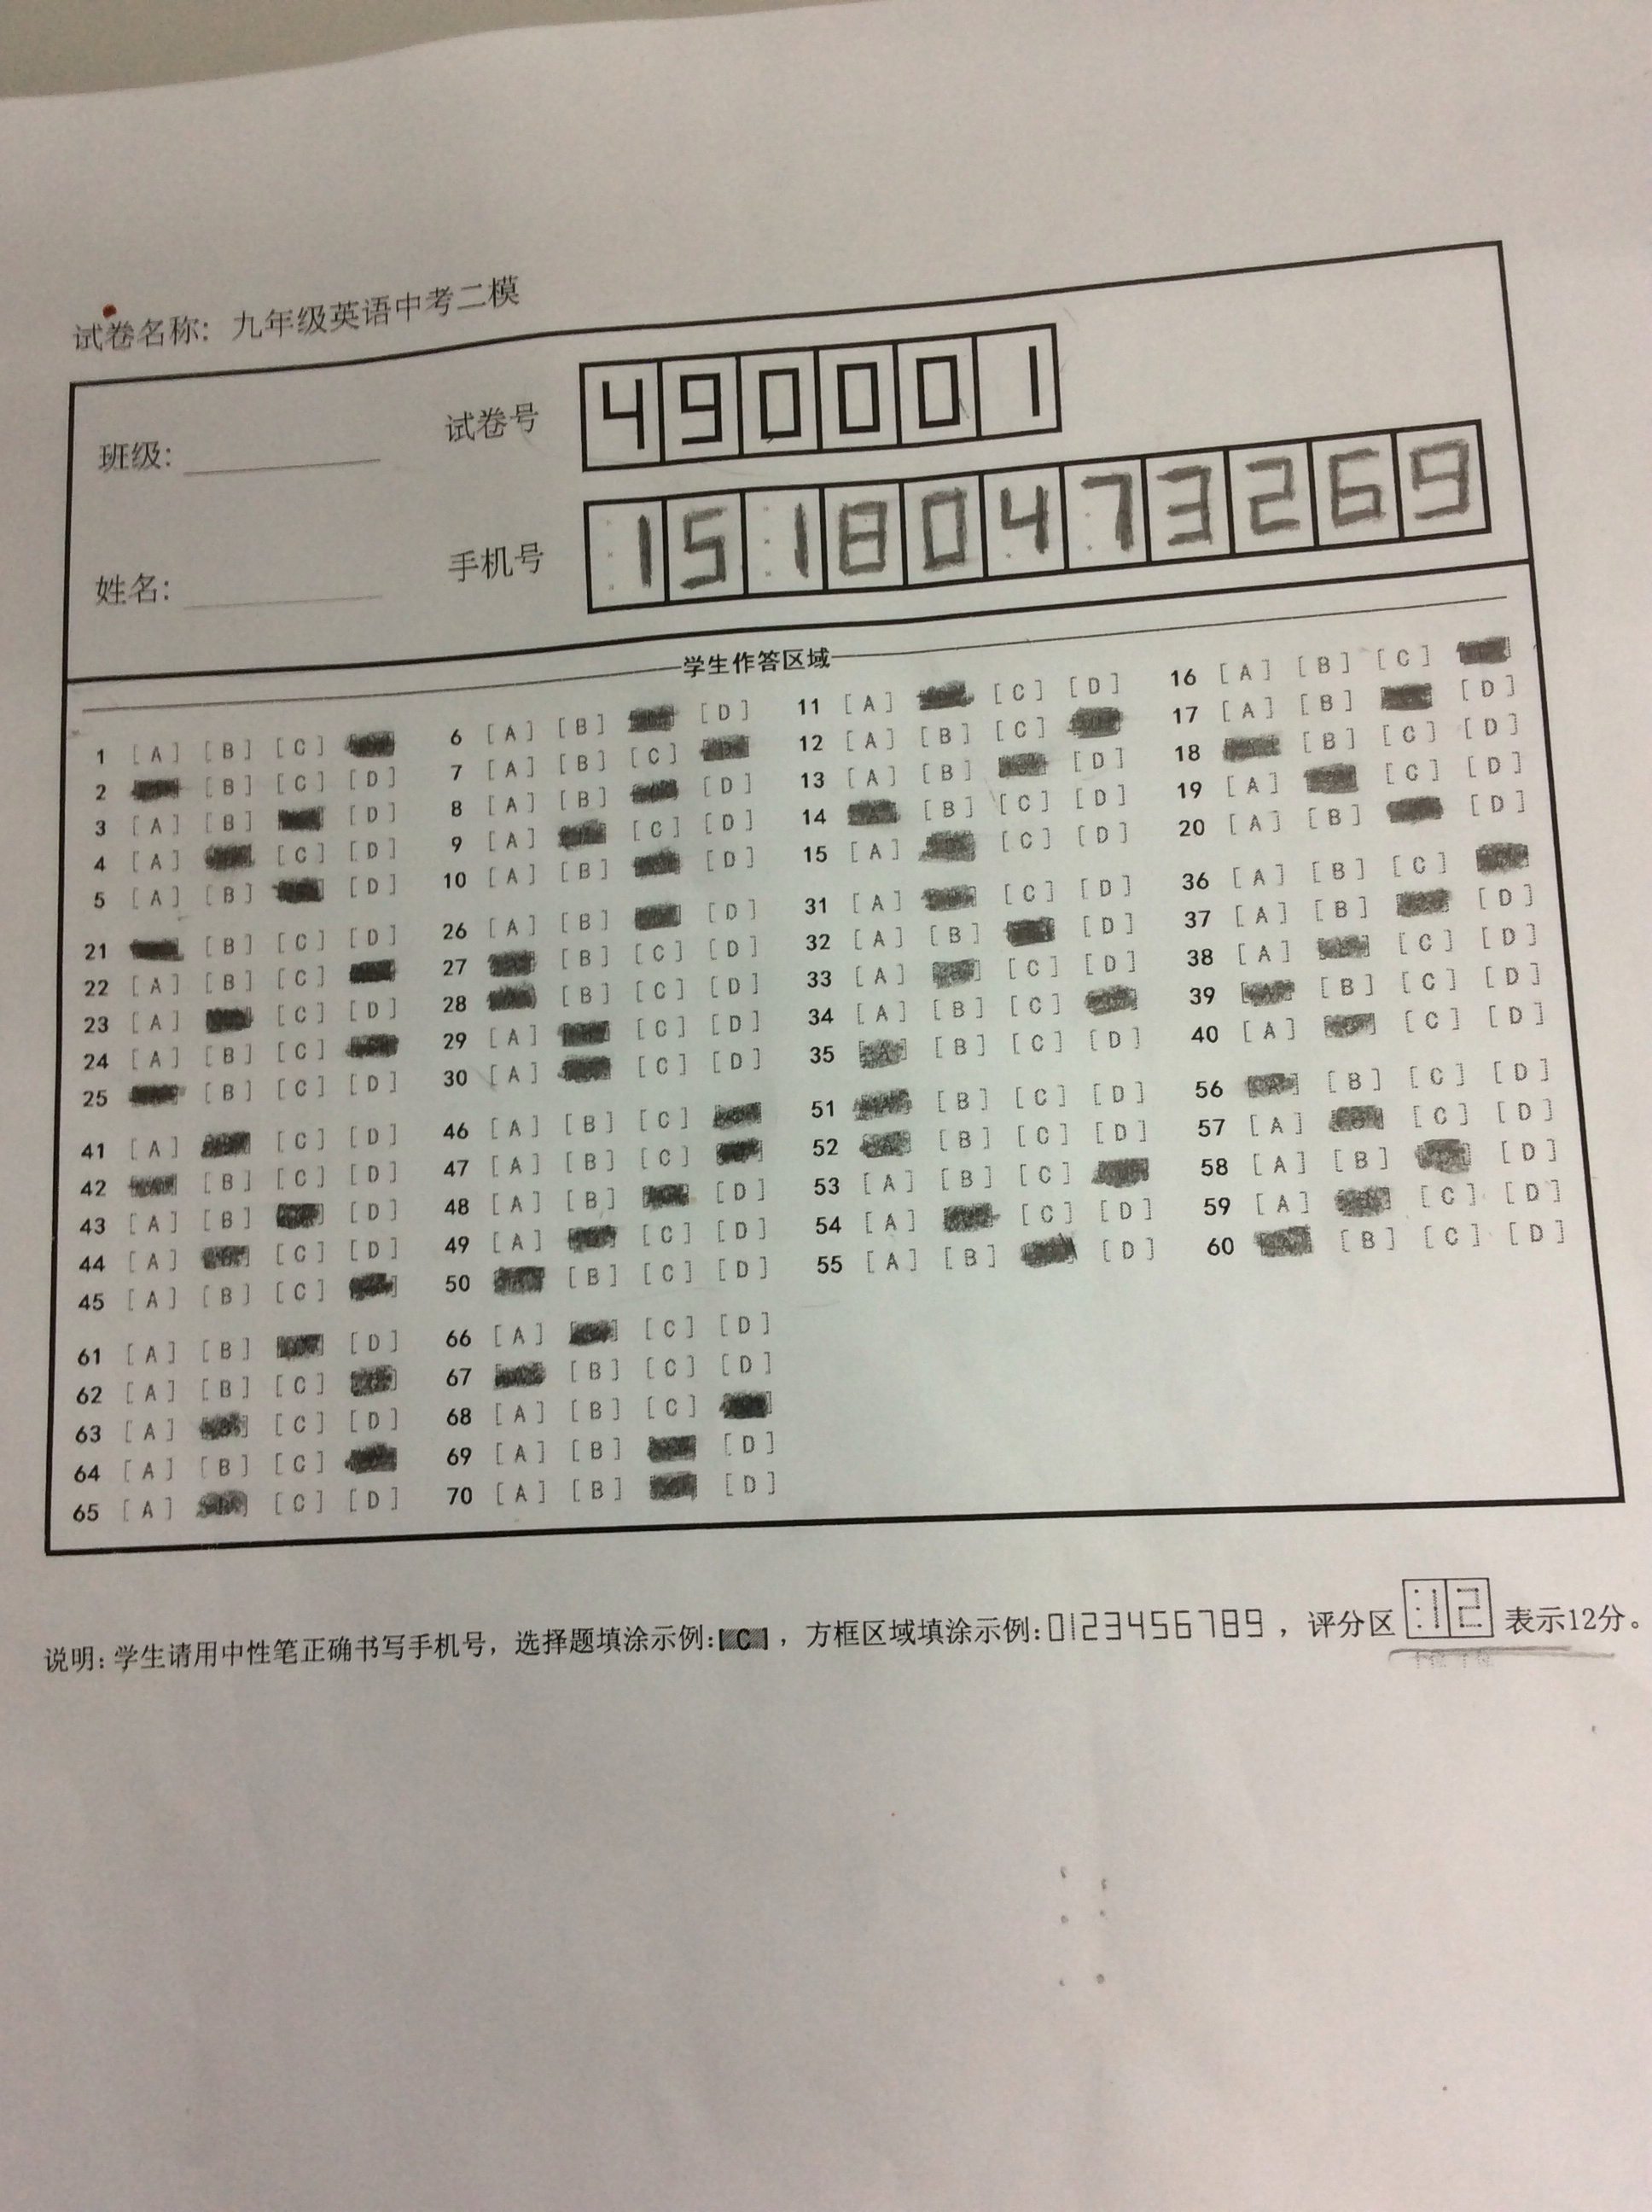 试卷名称: 九年级英语中考二模
试卷号 490001
班级:
手机号 15180473269
姓名:
学生作答区域
1 [A] [B] [C] 6 [A] [B] [D] 11 [A] [C] [D] 16 [A] [B] [C]
2 [B] [C] [D] 7 [A] [B] [C] 12 [A] [B] [C] 17 [A] [B] [D]
3 [A] [B] [D] 8 [A] [B] [D] 13 [A] [B] [D] 18 [B] [C] [D]
4 [A] [C] [D] 9 [A] [C] [D] 14 [B] [C] [D] 19 [A] [C] [D]
5 [A] [B] [D] 10 [A] [B] [D] 15 [A] [C] [D] 20 [A] [B] [D]
21 [B] [C] [D] 26 [A] [B] [D] 31 [A] [C] [D] 36 [A] [B] [C]
22 [A] [B] [C] 27 [B] [C] [D] 32 [A] [B] [D] 37 [A] [B] [D]
23 [A] [C] [D] 28 [B] [C] [D] 33 [A] [C] [D] 38 [A] [C] [D]
24 [A] [B] [C] 29 [A] [C] [D] 34 [A] [B] [C] 39 [B] [C] [D]
25 [B] [C] [D] 30 [A] [C] [D] 35 [A] [B] [C] [D] 40 [A] [C] [D]
41 [A] [C] [D] 46 [A] [B] [C] 51 [B] [C] [D] 56 [A] [B] [C] [D]
42 [B] [C] [D] 47 [A] [B] [C] 52 [B] [C] [D] 57 [A] [C] [D]
43 [A] [B] [D] 48 [A] [B] [D] 53 [A] [B] [C] 58 [A] [B] [D]
44 [A] [C] [D] 49 [A] [C] [D] 54 [A] [C] [D] 59 [A] [C] [D]
45 [A] [B] [C] 50 [B] [C] [D] 55 [A] [B] [D] 60 [B] [C] [D]
61 [A] [B] [D] 66 [A] [C] [D]
62 [A] [B] [C] 67 [B] [C] [D]
63 [A] [C] [D] 68 [A] [B] [C]
64 [A] [B] [C] 69 [A] [B] [D]
65 [A] [C] [D] 70 [A] [B] [D]
说明: 学生请用中性笔正确书写手机号，选择题填涂示例:[C]，方框区域填涂示例:0123456789，评分区 12 表示12分。